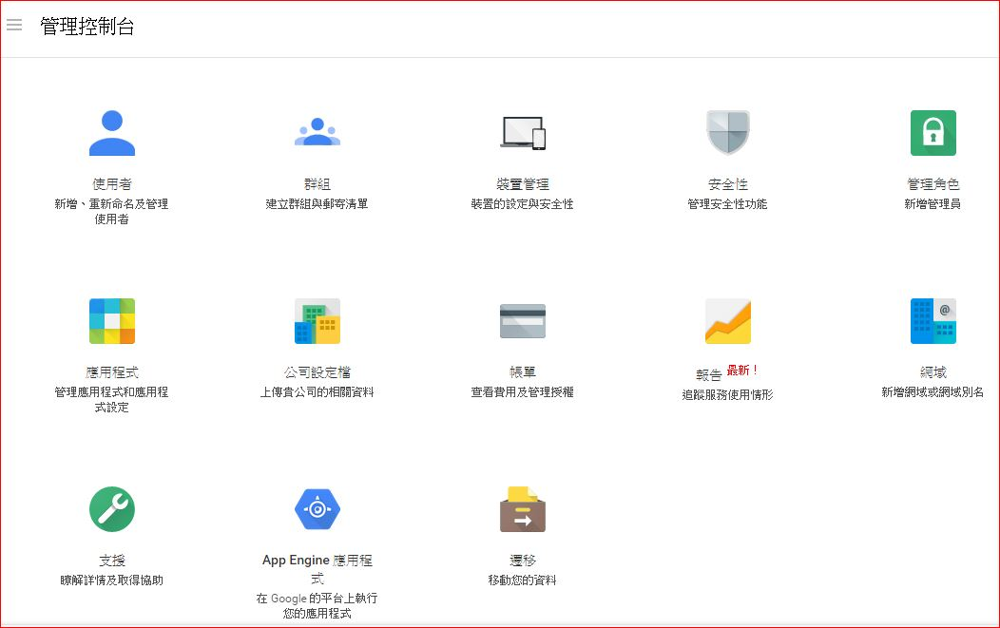 管理控制台
使用者
新增、重新命名及管理
使用者
群組
建立群組與郵寄清單
裝置管理
裝置的設定與安全性
安全性
管理安全性功能
管理角色
新增管理員
應用程式
管理應用程式和應用程
式設定
公司設定檔
上傳貴公司的相關資料
帳單
查看費用及管理授權
報告 最新！
追蹤服務使用情形
網域
新增網域或網域別名
支援
瞭解詳情及取得協助
App Engine 應用程
式
在 Google 的平台上執行
您的應用程式
遷移
移動您的資料